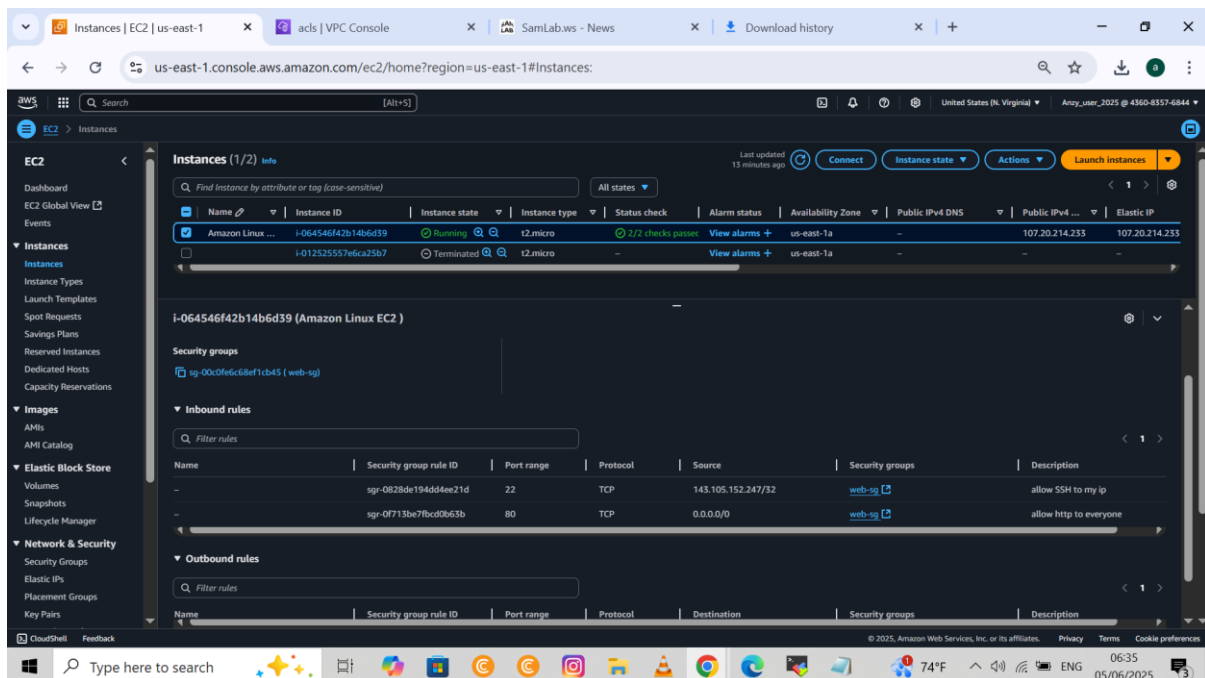 Instances | EC2 | us-east-1
acls | VPC Console
SamLab.ws - News
Download history
us-east-1.console.aws.amazon.com/ec2/home?region=us-east-1#Instances:
a
aws
Search
[Alt+S]
United States (N. Virginia)
Anzy_user_2025 @ 4360-8357-6844
EC2 > Instances
EC2
Dashboard
EC2 Global View
Events
Instances
Instances
Instance Types
Launch Templates
Spot Requests
Savings Plans
Reserved Instances
Dedicated Hosts
Capacity Reservations
Images
AMIs
AMI Catalog
Elastic Block Store
Volumes
Snapshots
Lifecycle Manager
Network & Security
Security Groups
Elastic IPs
Placement Groups
Key Pairs
Instances (1/2) Info
Last updated
13 minutes ago
Connect
Instance state
Actions
Launch instances
Find Instance by attribute or tag (case-sensitive)
All states
1
Name Instance ID Instance state Instance type Status check Alarm status Availability Zone Public IPv4 DNS Public IPv4 ... Elastic IP
Amazon Linux ... i-064546f42b14b6d39 Running t2.micro 2/2 checks passec View alarms + us-east-1a – 107.20.214.233 107.20.214.233
i-012525557e6ca25b7 Terminated t2.micro – View alarms + us-east-1a – – –
i-064546f42b14b6d39 (Amazon Linux EC2 )
Security groups
sg-00c0fe6c68ef1cb45 ( web-sg)
Inbound rules
Filter rules
1
Name Security group rule ID Port range Protocol Source Security groups Description
– sgr-0828de194dd4ee21d 22 TCP 143.105.152.247/32 web-sg allow SSH to my ip
– sgr-0f713be7fbcd0b63b 80 TCP 0.0.0.0/0 web-sg allow http to everyone
Outbound rules
Filter rules
1
Name Security group rule ID Port range Protocol Destination Security groups Description
CloudShell Feedback
© 2025, Amazon Web Services, Inc. or its affiliates. Privacy Terms Cookie preferences
Type here to search
74°F
ENG
06:35
05/06/2025
3